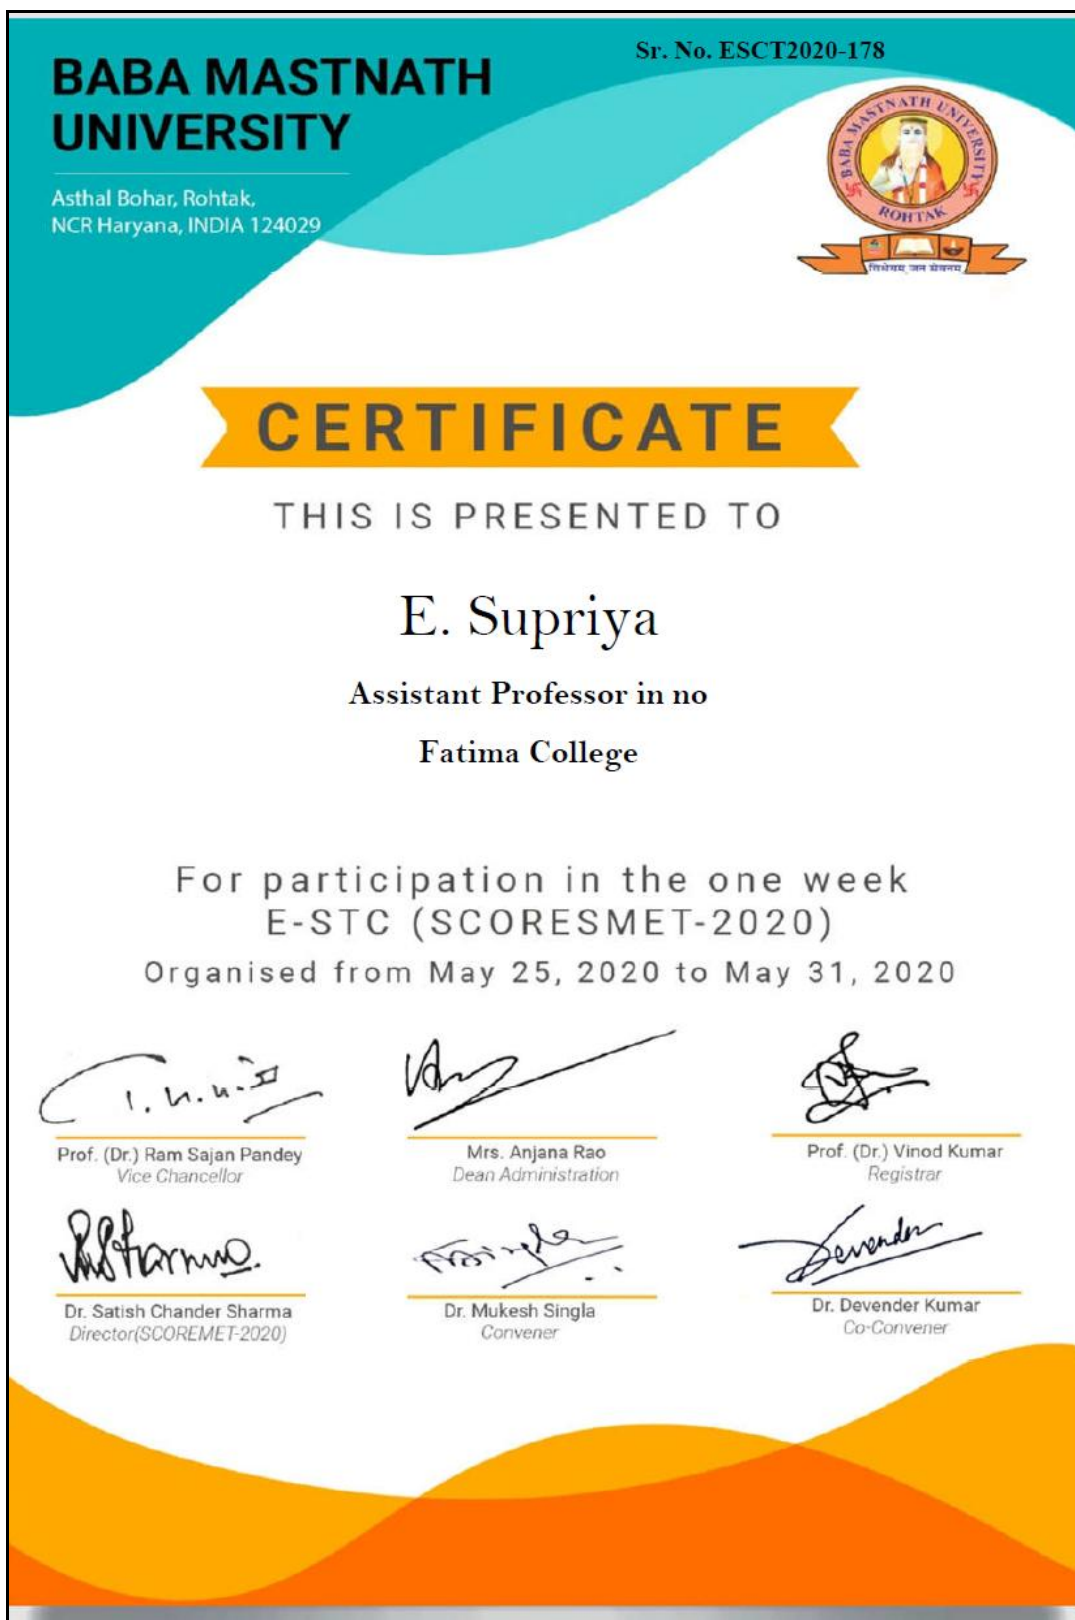 Sr. No. ESCT2020-178
BABA MASTNATH
UNIVERSITY
Asthal Bohar, Rohtak,
NCR Haryana, INDIA 124029
BABA MASTNATH UNIVERSITY
ROHTAK
CERTIFICATE
THIS IS PRESENTED TO
E. Supriya
Assistant Professor in no
Fatima College
For participation in the one week
E-STC (SCORESMET-2020)
Organised from May 25, 2020 to May 31, 2020
Prof. (Dr.) Ram Sajan Pandey
Vice Chancellor
Mrs. Anjana Rao
Dean Administration
Prof. (Dr.) Vinod Kumar
Registrar
Dr. Satish Chander Sharma
Director(SCOREMET-2020)
Dr. Mukesh Singla
Convener
Devender
Dr. Devender Kumar
Co-Convener